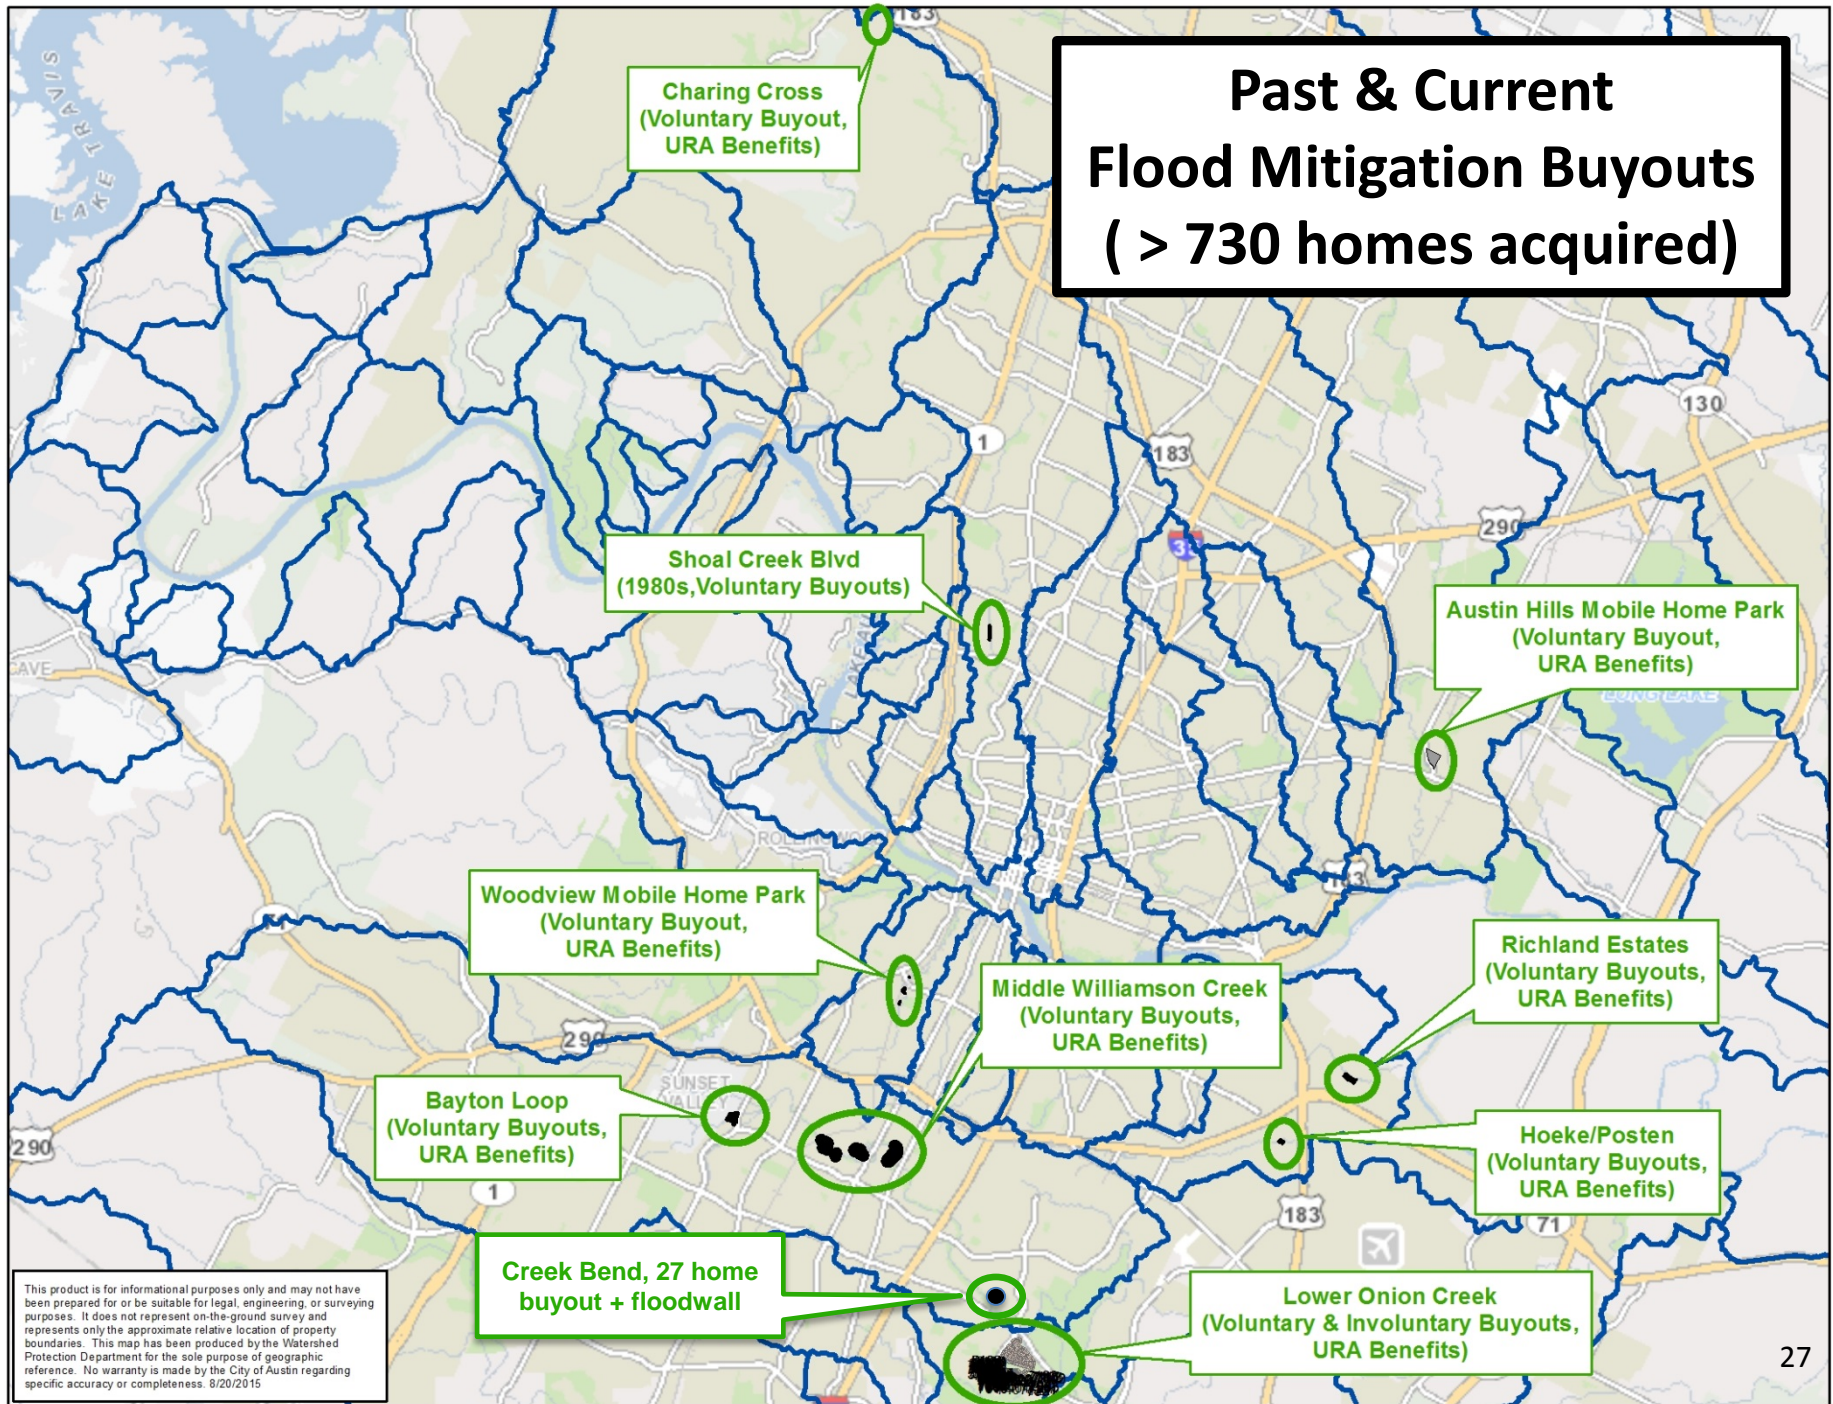 Past & Current
Flood Mitigation Buyouts
( > 730 homes acquired)
183
Charing Cross
(Voluntary Buyout,
URA Benefits)
LAKE TRAVIS
130
1
183
290
Shoal Creek Blvd
(1980s,Voluntary Buyouts)
Austin Hills Mobile Home Park
(Voluntary Buyout,
URA Benefits)
LONG LAKE
CAVE
183
Woodview Mobile Home Park
(Voluntary Buyout,
URA Benefits)
Richland Estates
(Voluntary Buyouts,
URA Benefits)
Middle Williamson Creek
(Voluntary Buyouts,
URA Benefits)
290
SUNSET
VALLEY
Bayton Loop
(Voluntary Buyouts,
URA Benefits)
Hoeke/Posten
(Voluntary Buyouts,
URA Benefits)
290
1
183
71
Creek Bend, 27 home
buyout + floodwall
Lower Onion Creek
(Voluntary & Involuntary Buyouts,
URA Benefits)
This product is for informational purposes only and may not have
been prepared for or be suitable for legal, engineering, or surveying
purposes. It does not represent on-the-ground survey and
represents only the approximate relative location of property
boundaries. This map has been produced by the Watershed
Protection Department for the sole purpose of geographic
reference. No warranty is made by the City of Austin regarding
specific accuracy or completeness. 8/20/2015
27